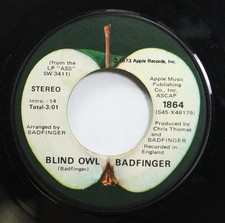 ℗1973 Apple Records, Inc.
(from the
LP "ASS"
SW-3411)
STEREO
Intro.-:14
Total-3:01
Arranged by
BADFINGER
Apple Music
Publishing
Co., Inc.
ASCAP
1864
(S45-X48179)
Produced by
Chris Thomas
and
BADFINGER
Recorded in
England
BLIND OWL BADFINGER
(Badfinger)